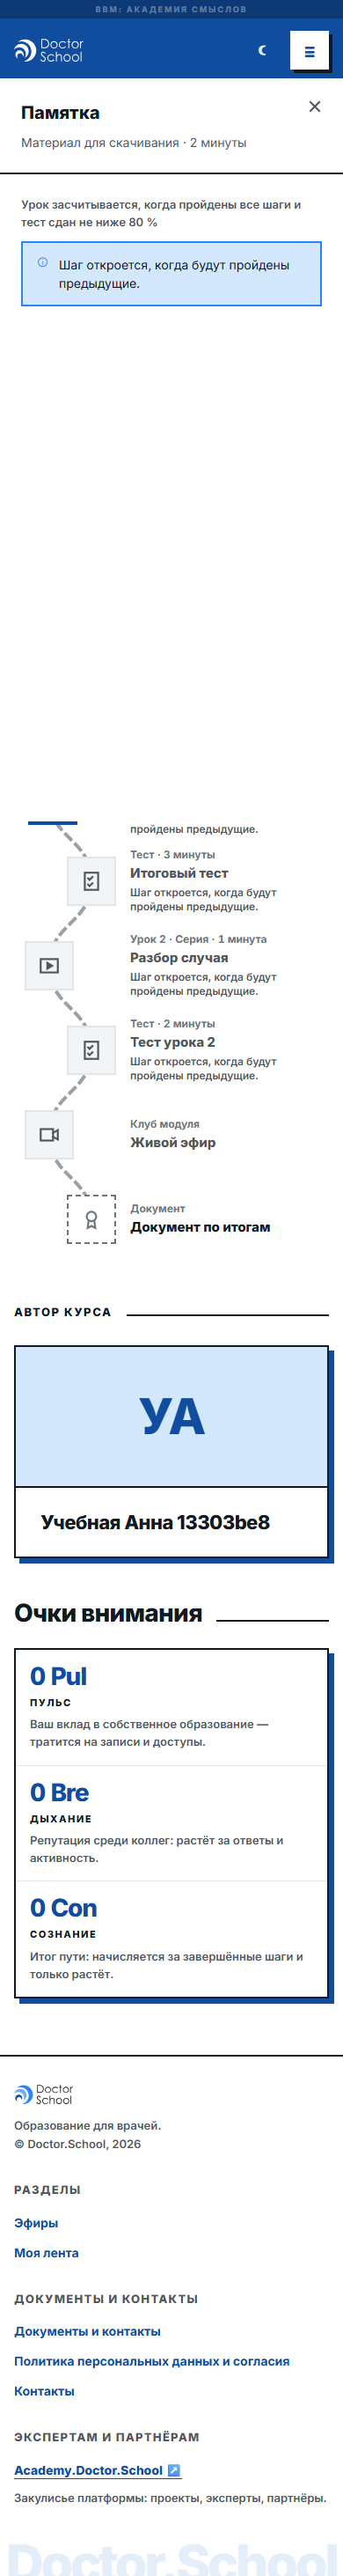 ВВМ: АКАДЕМИЯ СМЫСЛОВ
Doctor
School
Памятка
Материал для скачивания · 2 минуты
Урок засчитывается, когда пройдены все шаги и
тест сдан не ниже 80 %
Шаг откроется, когда будут пройдены
предыдущие.
пройдены предыдущие.
Тест · 3 минуты
Итоговый тест
Шаг откроется, когда будут
пройдены предыдущие.
Урок 2 · Серия · 1 минута
Разбор случая
Шаг откроется, когда будут
пройдены предыдущие.
Тест · 2 минуты
Тест урока 2
Шаг откроется, когда будут
пройдены предыдущие.
Клуб модуля
Живой эфир
Документ
Документ по итогам
АВТОР КУРСА
УА
Учебная Анна 13303be8
Очки внимания
0 Pul
ПУЛЬС
Ваш вклад в собственное образование —
тратится на записи и доступы.
0 Bre
ДЫХАНИЕ
Репутация среди коллег: растёт за ответы и
активность.
0 Con
СОЗНАНИЕ
Итог пути: начисляется за завершённые шаги и
только растёт.
Doctor
School
Образование для врачей.
© Doctor.School, 2026
РАЗДЕЛЫ
Эфиры
Моя лента
ДОКУМЕНТЫ И КОНТАКТЫ
Документы и контакты
Политика персональных данных и согласия
Контакты
ЭКСПЕРТАМ И ПАРТНЁРАМ
Academy.Doctor.School
Закулисье платформы: проекты, эксперты, партнёры.
Doctor.School